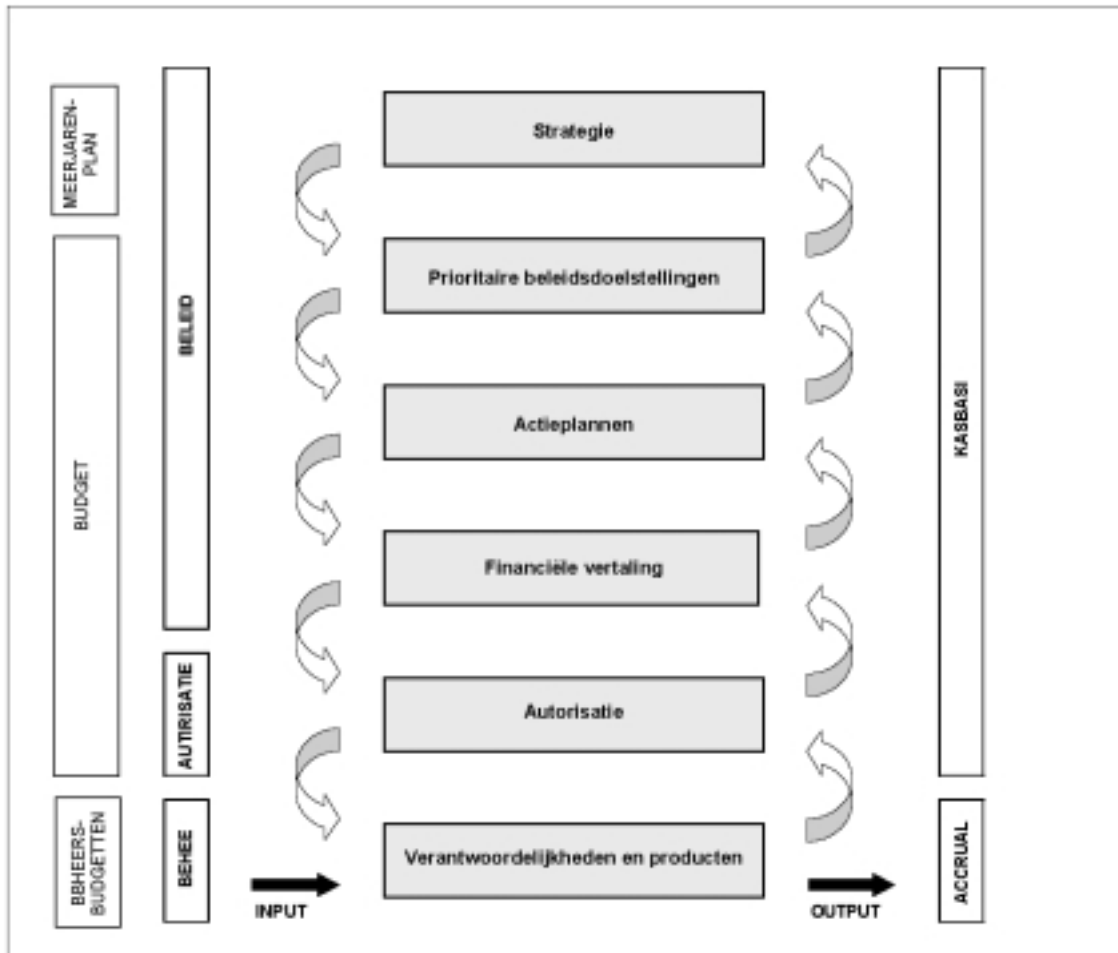 MEERJAREN-
PLAN
BUDGET
BBHEERS-
BUDGETTEN
BELEID
AUTIRISATIE
BEHEE
Strategie
Prioritaire beleidsdoelstellingen
Actieplannen
Financiële vertaling
Autorisatie
Verantwoordelijkheden en producten
INPUT
OUTPUT
KASBASI
ACCRUAL